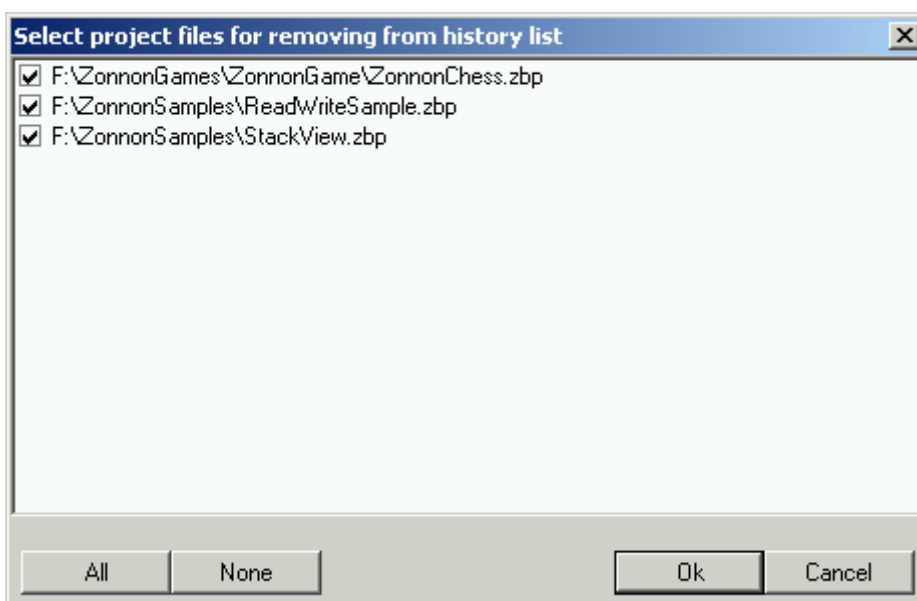 Select project files for removing from history list
F:\ZonnonGames\ZonnonGame\ZonnonChess.zbp
F:\ZonnonSamples\ReadWriteSample.zbp
F:\ZonnonSamples\StackView.zbp
All None Ok Cancel